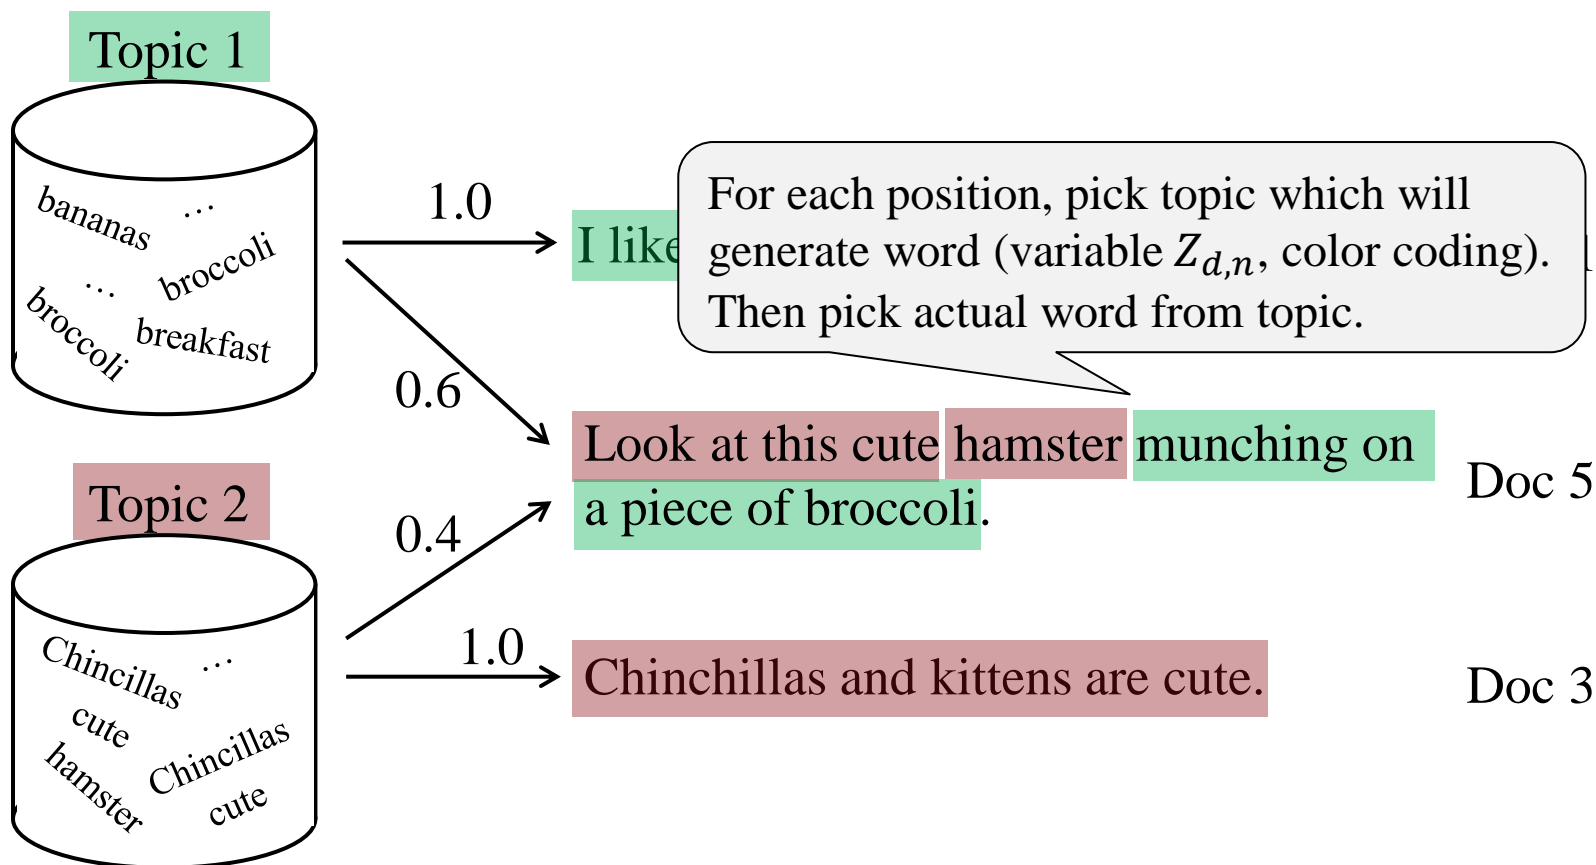 Topic 1
bananas
…
broccoli
…
broccoli
breakfast
1.0
0.6
I like
For each position, pick topic which will
generate word (variable Z_{d,n}, color coding).
Then pick actual word from topic.
Look at this cute hamster munching on
a piece of broccoli.
Doc 5
Topic 2
0.4
1.0
Chincillas
…
cute
Chincillas
hamster
cute
Chinchillas and kittens are cute.
Doc 3